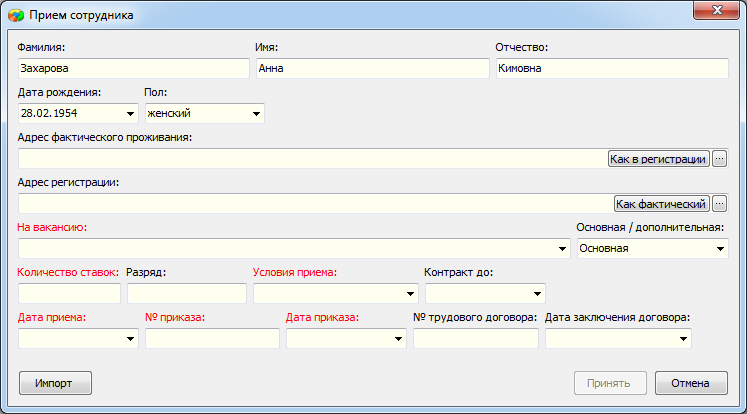 Прием сотрудника
Фамилия: Имя: Отчество:
Захарова Анна Кимовна
Дата рождения: Пол:
28.02.1954 женский
Адрес фактического проживания:
Как в регистрации ...
Адрес регистрации:
Как фактический ...
На вакансию: Основная / дополнительная:
Основная
Количество ставок: Разряд: Условия приема: Контракт до:
Дата приема: № приказа: Дата приказа: № трудового договора: Дата заключения договора:
Импорт Принять Отмена